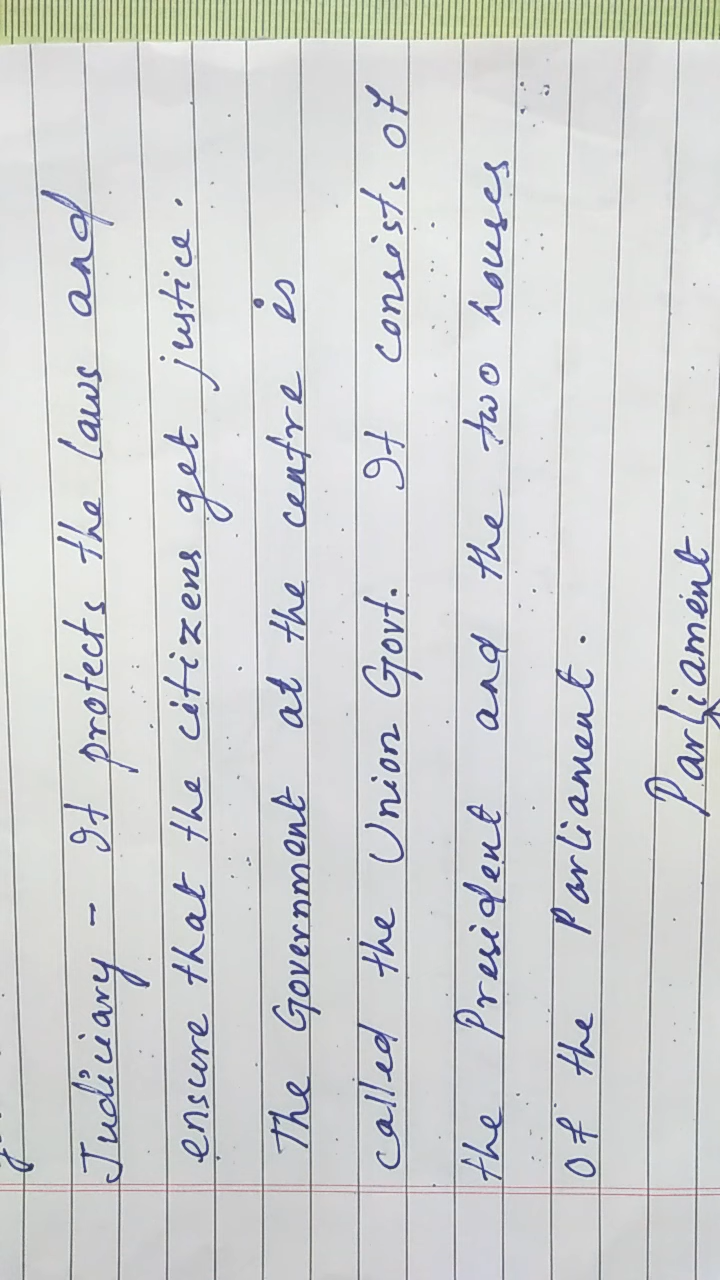 Judiciary - It protects the laws and
ensure that the citizens get justice.
The Government at the centre is
called the Union Govt. It consists of
the President and the two houses
of the Parliament.
Parliament